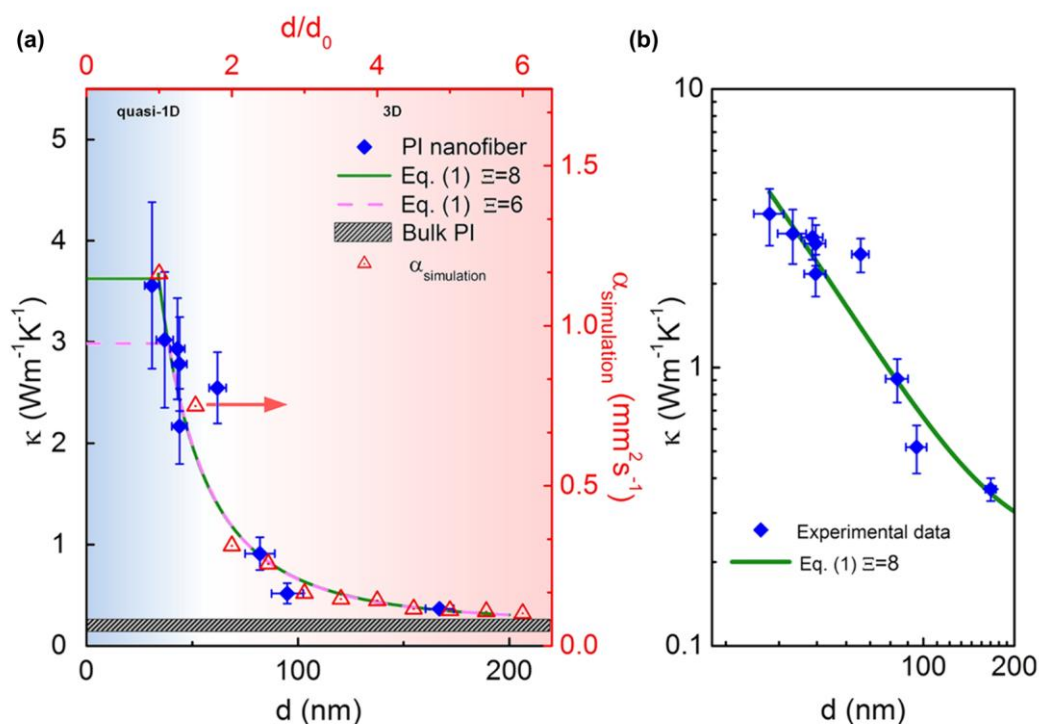 (a)
d/d0
0 2 4 6
quasi-1D 3D
PI nanofiber
Eq. (1) Ξ=8
Eq. (1) Ξ=6
Bulk PI
αsimulation
5
4
3
2
1
0
κ (Wm⁻¹K⁻¹)
1.5
1.0
0.5
0.0
αsimulation (mm²s⁻¹)
0 100 200
d (nm)
(b)
10
1
0.1
κ (Wm⁻¹K⁻¹)
Experimental data
Eq. (1) Ξ=8
100 200
d (nm)